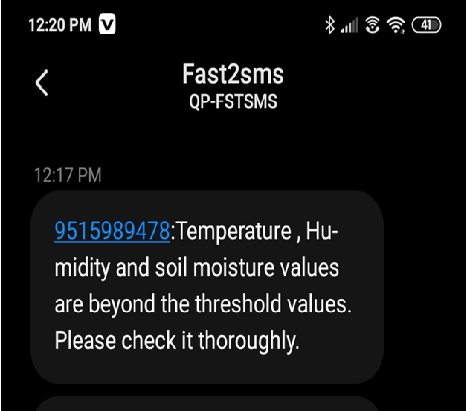 12:20 PM V 41
Fast2sms
QP-FSTSMS
12:17 PM
9515989478:Temperature , Hu-
midity and soil moisture values
are beyond the threshold values.
Please check it thoroughly.